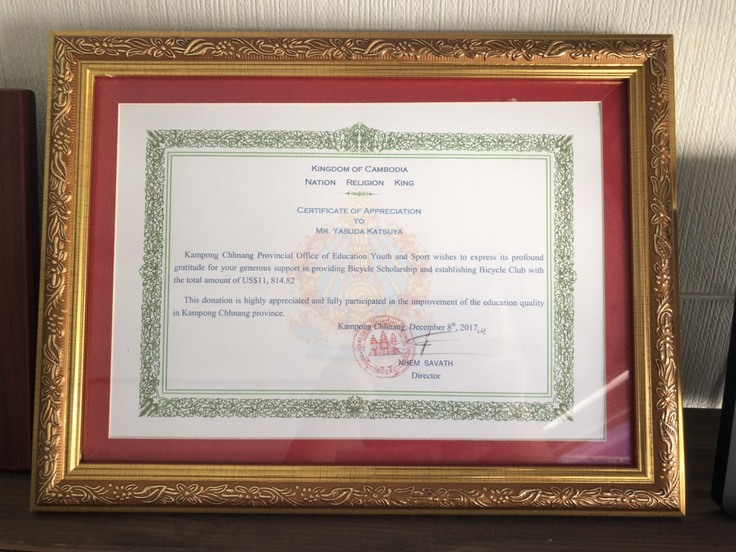 KINGDOM OF CAMBODIA
NATION RELIGION KING
CERTIFICATE OF APPRECIATION
TO
MR. YASUDA KATSUYA
Kampong Chhnang Provincial Office of Education Youth and Sport wishes to express its profound
gratitude for your generous support in providing Bicycle Scholarship and establishing Bicycle Club with
the total amount of US$11, 814.82
This donation is highly appreciated and fully participated in the improvement of the education quality
in Kampong Chhnang province.
Kampong Chhnang, December 8th, 2017
NHEM SAVATH
Director